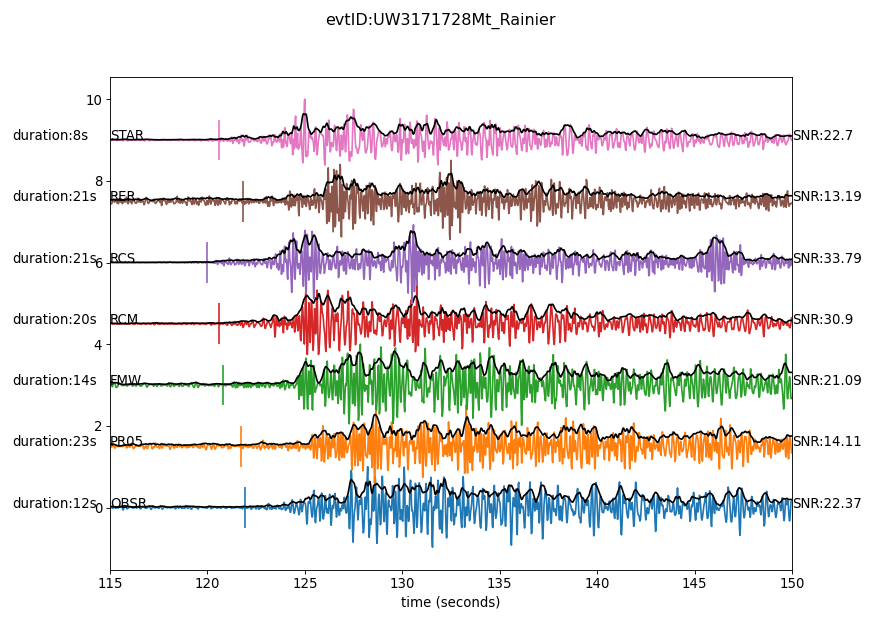 evtID:UW3171728Mt_Rainier
10
duration:8s STAR SNR:22.7
8
duration:21s RER SNR:13.19
duration:21s RCS SNR:33.79
6
duration:20s RCM SNR:30.9
4
duration:14s FMW SNR:21.09
2
duration:23s PR05 SNR:14.11
duration:12s OBSR SNR:22.37
0
115 120 125 130 135 140 145 150
time (seconds)